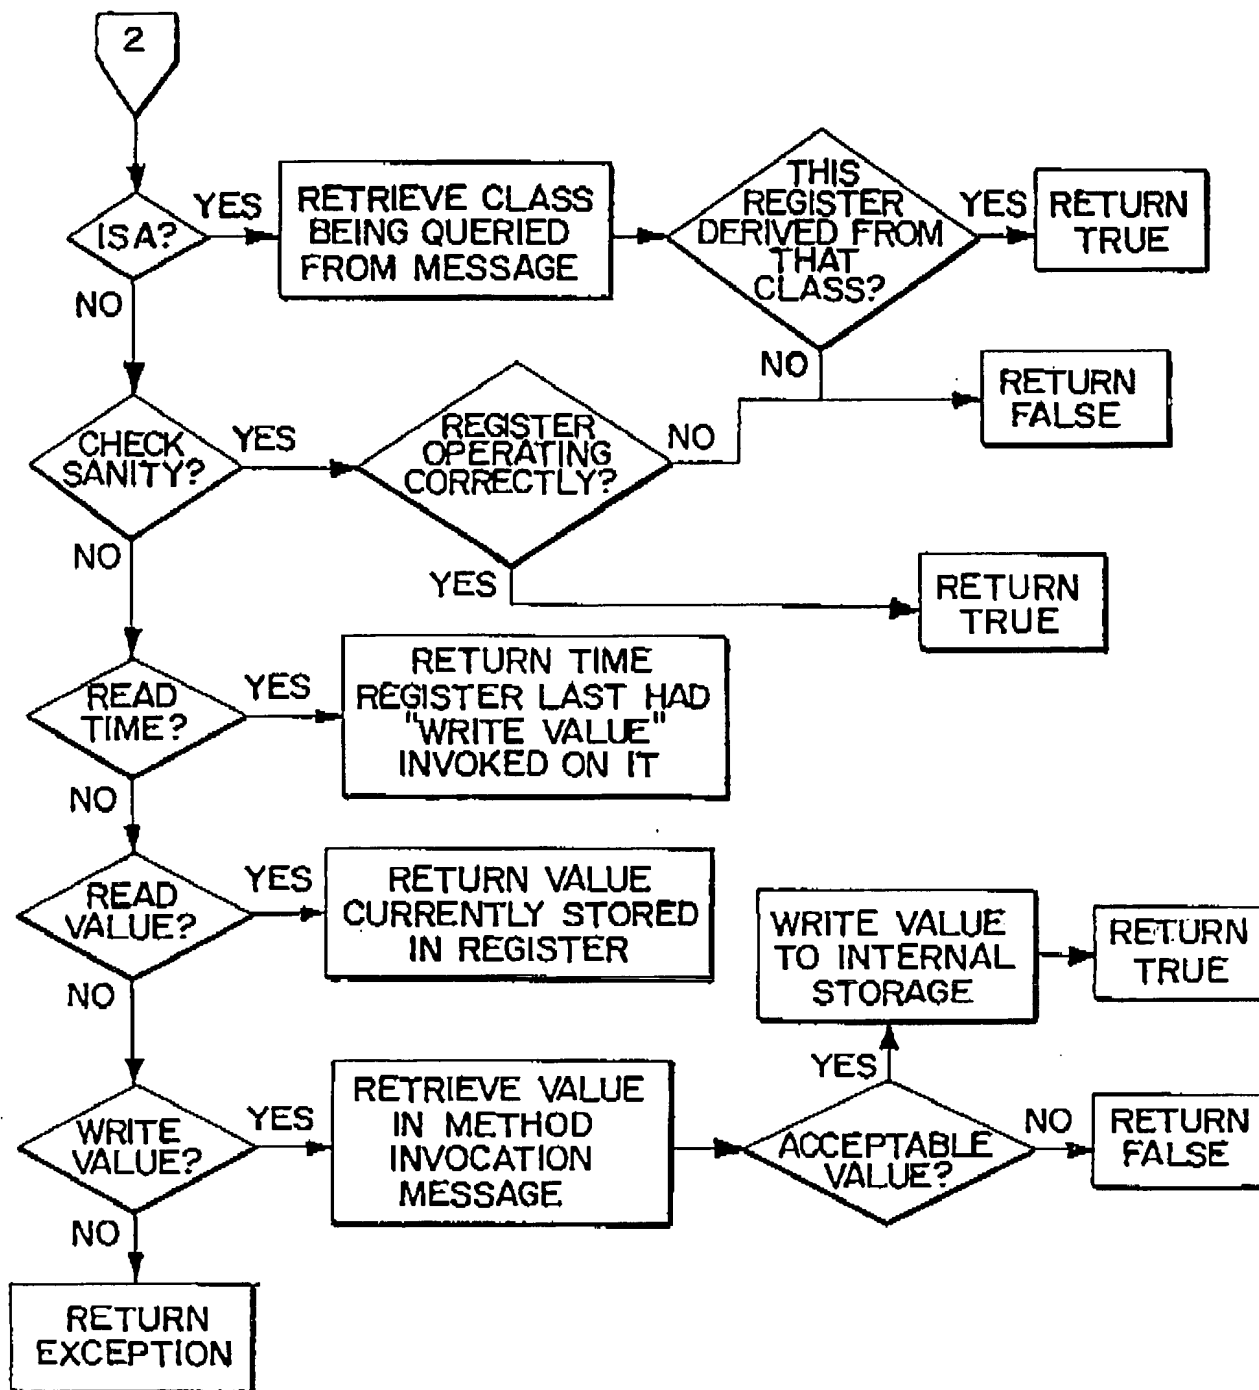 2
ISA?
YES
RETRIEVE CLASS
BEING QUERIED
FROM MESSAGE
THIS
REGISTER
DERIVED FROM
THAT
CLASS?
YES
RETURN
TRUE
NO
NO
RETURN
FALSE
CHECK
SANITY?
YES
REGISTER
OPERATING
CORRECTLY?
NO
NO
YES
RETURN
TRUE
READ
TIME?
YES
RETURN TIME
REGISTER LAST HAD
"WRITE VALUE"
INVOKED ON IT
NO
READ
VALUE?
YES
RETURN VALUE
CURRENTLY STORED
IN REGISTER
WRITE VALUE
TO INTERNAL
STORAGE
RETURN
TRUE
NO
YES
WRITE
VALUE?
YES
RETRIEVE VALUE
IN METHOD
INVOCATION
MESSAGE
ACCEPTABLE
VALUE?
NO
RETURN
FALSE
NO
RETURN
EXCEPTION